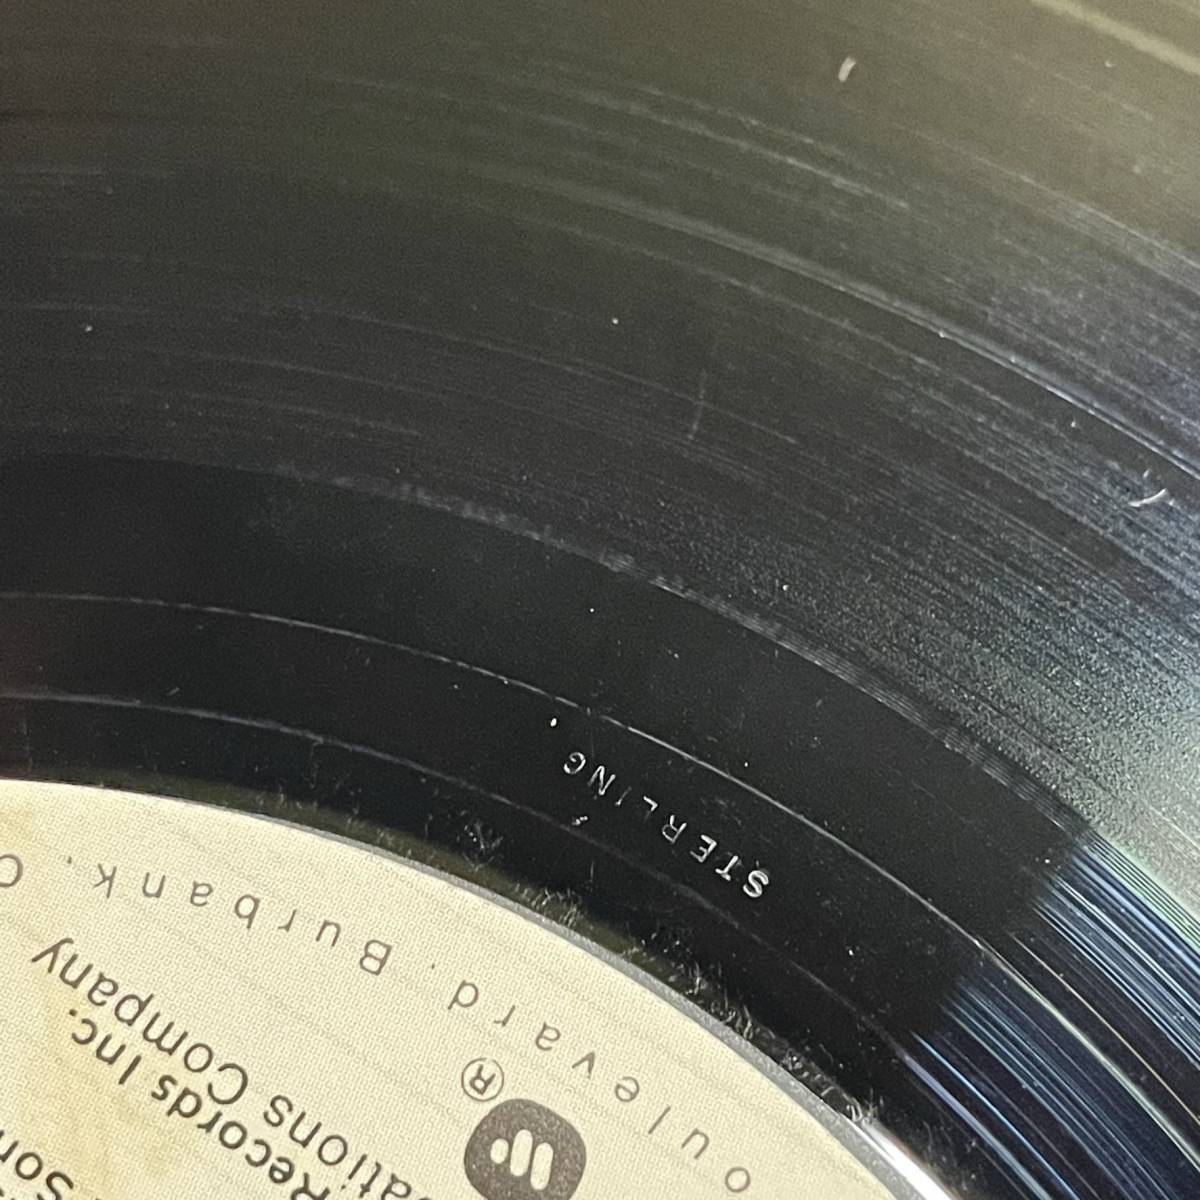 STERLING
oulevard, Burbank, C
ations Company
Records Inc.